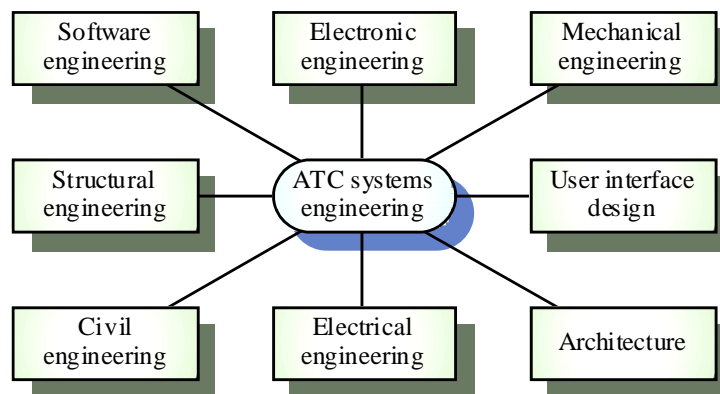 Software
engineering
Electronic
engineering
Mechanical
engineering
Structural
engineering
ATC systems
engineering
User interface
design
Civil
engineering
Electrical
engineering
Architecture